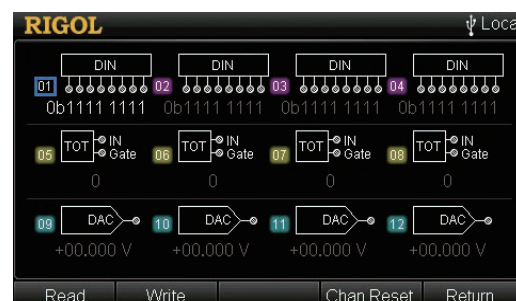 RIGOL Loca
DIN DIN DIN DIN
01 02 03 04
0b1111 1111 0b1111 1111 0b1111 1111 0b1111 1111
05 TOT IN Gate 06 TOT IN Gate 07 TOT IN Gate 08 TOT IN Gate
0 0 0 0
09 DAC 10 DAC 11 DAC 12 DAC
+00.000 V +00.000 V +00.000 V +00.000 V
Read Write Chan Reset Return